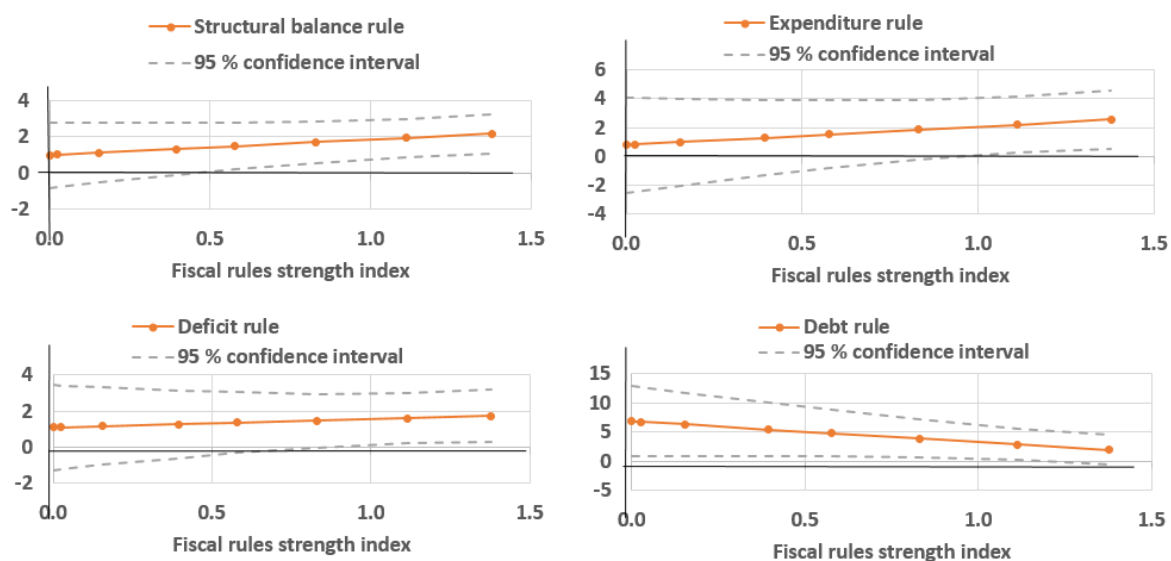 Structural balance rule
95 % confidence interval
4
2
0
-2
0.0 0.5 1.0 1.5
Fiscal rules strength index
Expenditure rule
95 % confidence interval
6
4
2
0
-2
-4
0.0 0.5 1.0 1.5
Fiscal rules strength index
Deficit rule
95 % confidence interval
4
2
0
-2
0.0 0.5 1.0 1.5
Fiscal rules strength index
Debt rule
95 % confidence interval
15
10
5
0
-5
0.0 0.5 1.0 1.5
Fiscal rules strength index